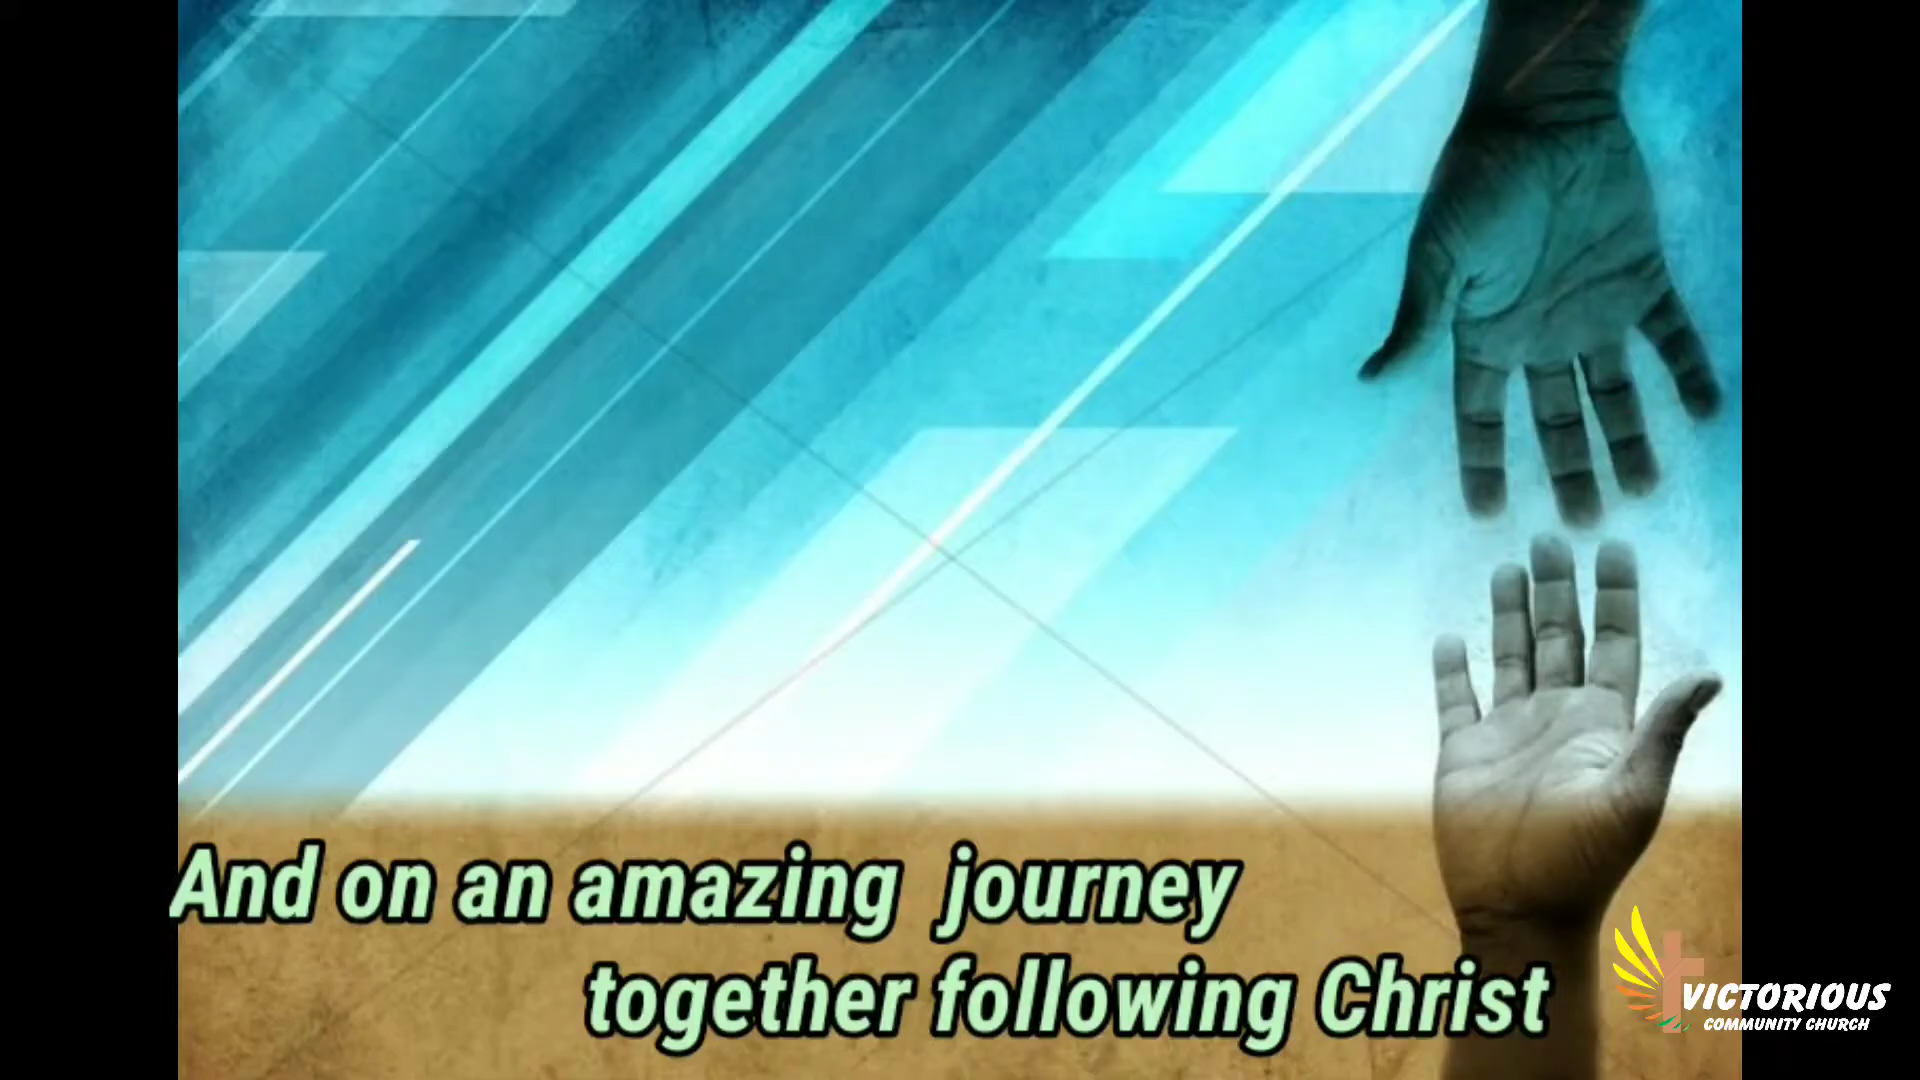 And on an amazing journey
together following Christ
VICTORIOUS
COMMUNITY CHURCH